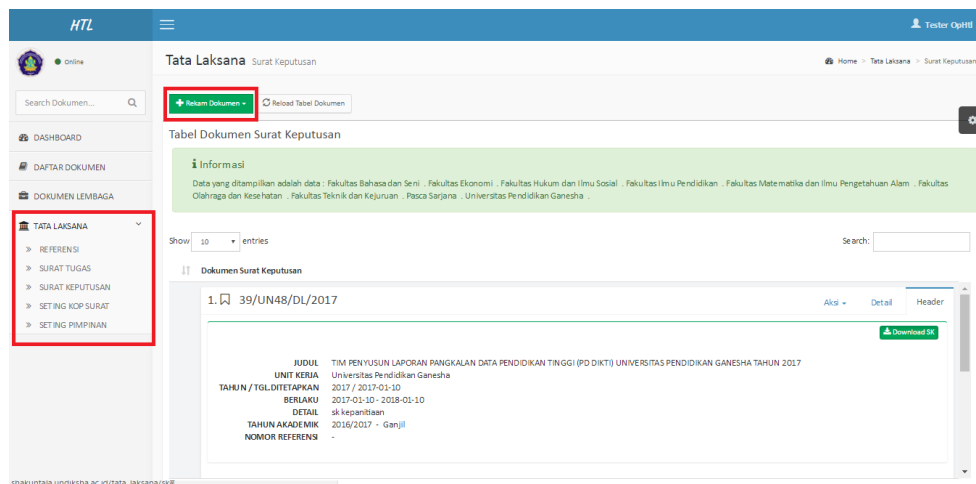 HTL
Tester OpHtl
Online
Tata Laksana Surat Keputusan
Home > Tata Laksana > Surat Keputusan
Search Dokumen...
Rekam Dokumen
Reload Tabel Dokumen
DASHBOARD
DAFTAR DOKUMEN
DOKUMEN LEMBAGA
TATA LAKSANA
» REFERENSI
» SURAT TUGAS
» SURAT KEPUTUSAN
» SETING KOP SURAT
» SETING PIMPINAN
Tabel Dokumen Surat Keputusan
i Informasi
Data yang ditampilkan adalah data : Fakultas Bahasa dan Seni . Fakultas Ekonomi . Fakultas Hukum dan Ilmu Sosial . Fakultas Ilmu Pendidikan . Fakultas Matematika dan Ilmu Pengetahuan Alam . Fakultas
Olahraga dan Kesehatan . Fakultas Teknik dan Kejuruan . Pasca Sarjana . Universitas Pendidikan Ganesha .
Show 10 entries
Search:
Dokumen Surat Keputusan
1. 39/UN48/DL/2017
Aksi Detail Header
Download SK
JUDUL TIM PENYUSUN LAPORAN PANGKALAN DATA PENDIDIKAN TINGGI (PD DIKTI) UNIVERSITAS PENDIDIKAN GANESHA TAHUN 2017
UNIT KERJA Universitas Pendidikan Ganesha
TAHUN / TGL.DITETAPKAN 2017 / 2017-01-10
BERLAKU 2017-01-10 - 2018-01-10
DETAIL sk kepanitiaan
TAHUN AKADEMIK 2016/2017 - Ganjil
NOMOR REFERENSI -
shakuntala.undiksha.ac.id/tata_laksana/sk#